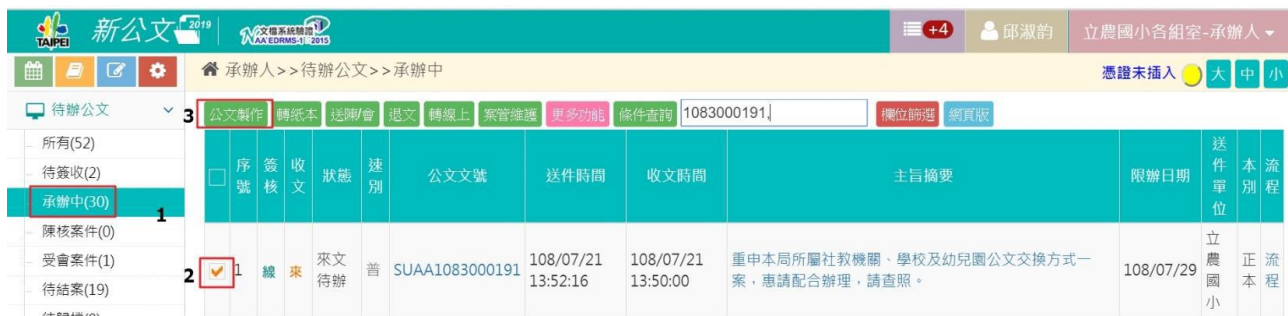 TAIPEI 新公文 2019 文檔系統驗證 NAA EDRMS-1 2015 +4 邱淑韵 立農國小各組室-承辦人
承辦人>>待辦公文>>承辦中 憑證未插入 大 中 小
待辦公文 3 公文製作 轉紙本 送陳/會 退文 轉線上 案管維護 更多功能 條件查詢 1083000191, 欄位篩選 網頁版
所有(52)
待簽收(2)
承辦中(30) 1
陳核案件(0)
受會案件(1)
待結案(19)
序號 簽核 收文 狀態 速別 公文文號 送件時間 收文時間 主旨摘要 限辦日期 送件單位 本別 流程
2 1 線 來 來文待辦 普 SUAA1083000191 108/07/21 13:52:16 108/07/21 13:50:00 重申本局所屬社教機關、學校及幼兒園公文交換方式一案，惠請配合辦理，請查照。 108/07/29 立農國小 正本 流程